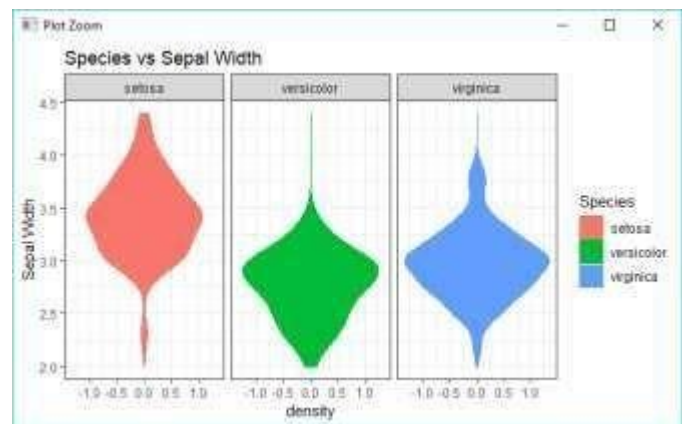 Plot Zoom
Species vs Sepal Width
setosa versicolor virginica
4.5
4.0
3.5
3.0
2.5
2.0
Sepal Width
-1.0 -0.5 0.0 0.5 1.0 -1.0 -0.5 0.0 0.5 1.0 -1.0 -0.5 0.0 0.5 1.0
density
Species
setosa
versicolor
virginica